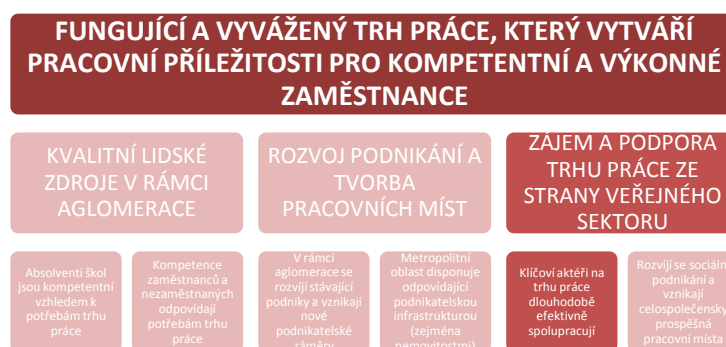 FUNGUJÍCÍ A VYVÁŽENÝ TRH PRÁCE, KTERÝ VYTVÁŘÍ
PRACOVNÍ PŘÍLEŽITOSTI PRO KOMPETENTNÍ A VÝKONNÉ
ZAMĚSTNANCE
KVALITNÍ LIDSKÉ
ZDROJE V RÁMCI
AGLOMERACE
ROZVOJ PODNIKÁNÍ A
TVORBA
PRACOVNÍCH MÍST
ZÁJEM A PODPORA
TRHU PRÁCE ZE
STRANY VEŘEJNÉHO
SEKTORU
Absolventi škol
jsou kompetentní
vzhledem k
potřebám trhu
práce
Kompetence
zaměstnanců a
nezaměstnaných
odpovídají
potřebám trhu
práce
V rámci
aglomerace se
rozvíjí stávající
podniky a vznikají
nové
podnikatelské
záměry
Metropolitní
oblast disponuje
odpovídající
podnikatelskou
infrastrukturou
(zejména
nemovitostmi)
Klíčoví aktéři na
trhu práce
dlouhodobě
efektivně
spolupracují
Rozvíjí se sociální
podnikání a
vznikají
celospolečensky
prospěšná
pracovní místa